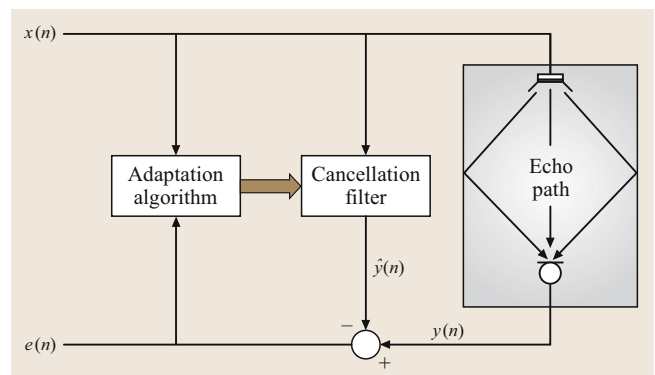 x(n)
Adaptation
algorithm
Cancellation
filter
Echo
path
ŷ(n)
−
y(n)
e(n)
+